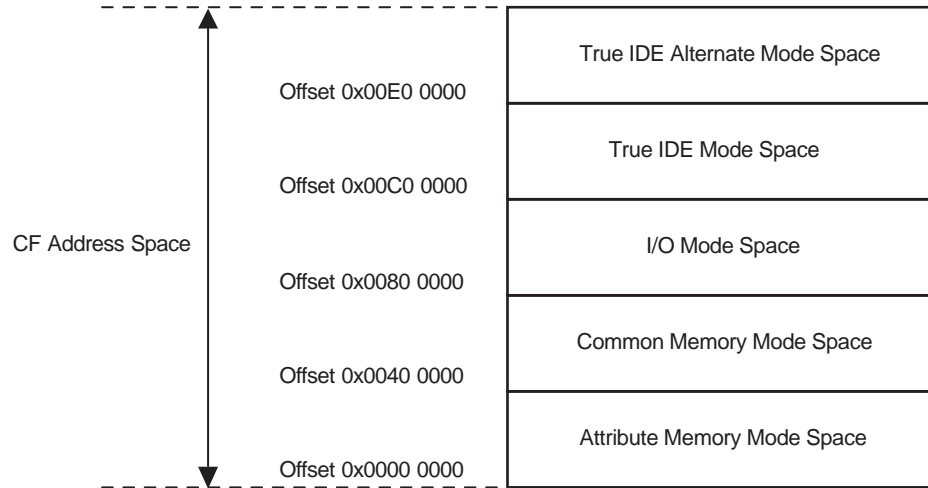 True IDE Alternate Mode Space
Offset 0x00E0 0000
True IDE Mode Space
Offset 0x00C0 0000
CF Address Space
I/O Mode Space
Offset 0x0080 0000
Common Memory Mode Space
Offset 0x0040 0000
Attribute Memory Mode Space
Offset 0x0000 0000